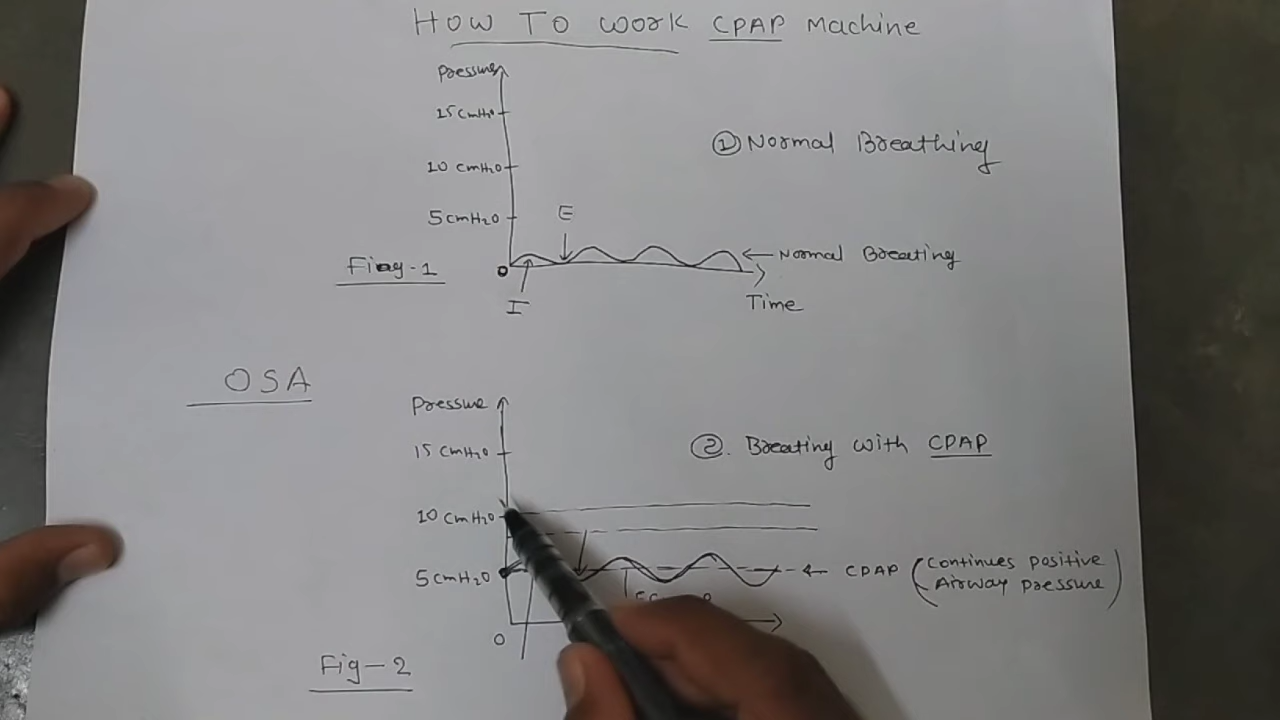 HOW TO WORK CPAP Machine
Pressure
15 cmH₂O
10 cmH₂O
① Normal Breathing
5 cmH₂O
E
← Normal Breating
Fig-1
0
I
Time
OSA
Pressure
15 cmH₂O
②. Breating with CPAP
10 cmH₂O
5 cmH₂O
← CPAP (Continues positive
Airway pressure)
0
Fig-2